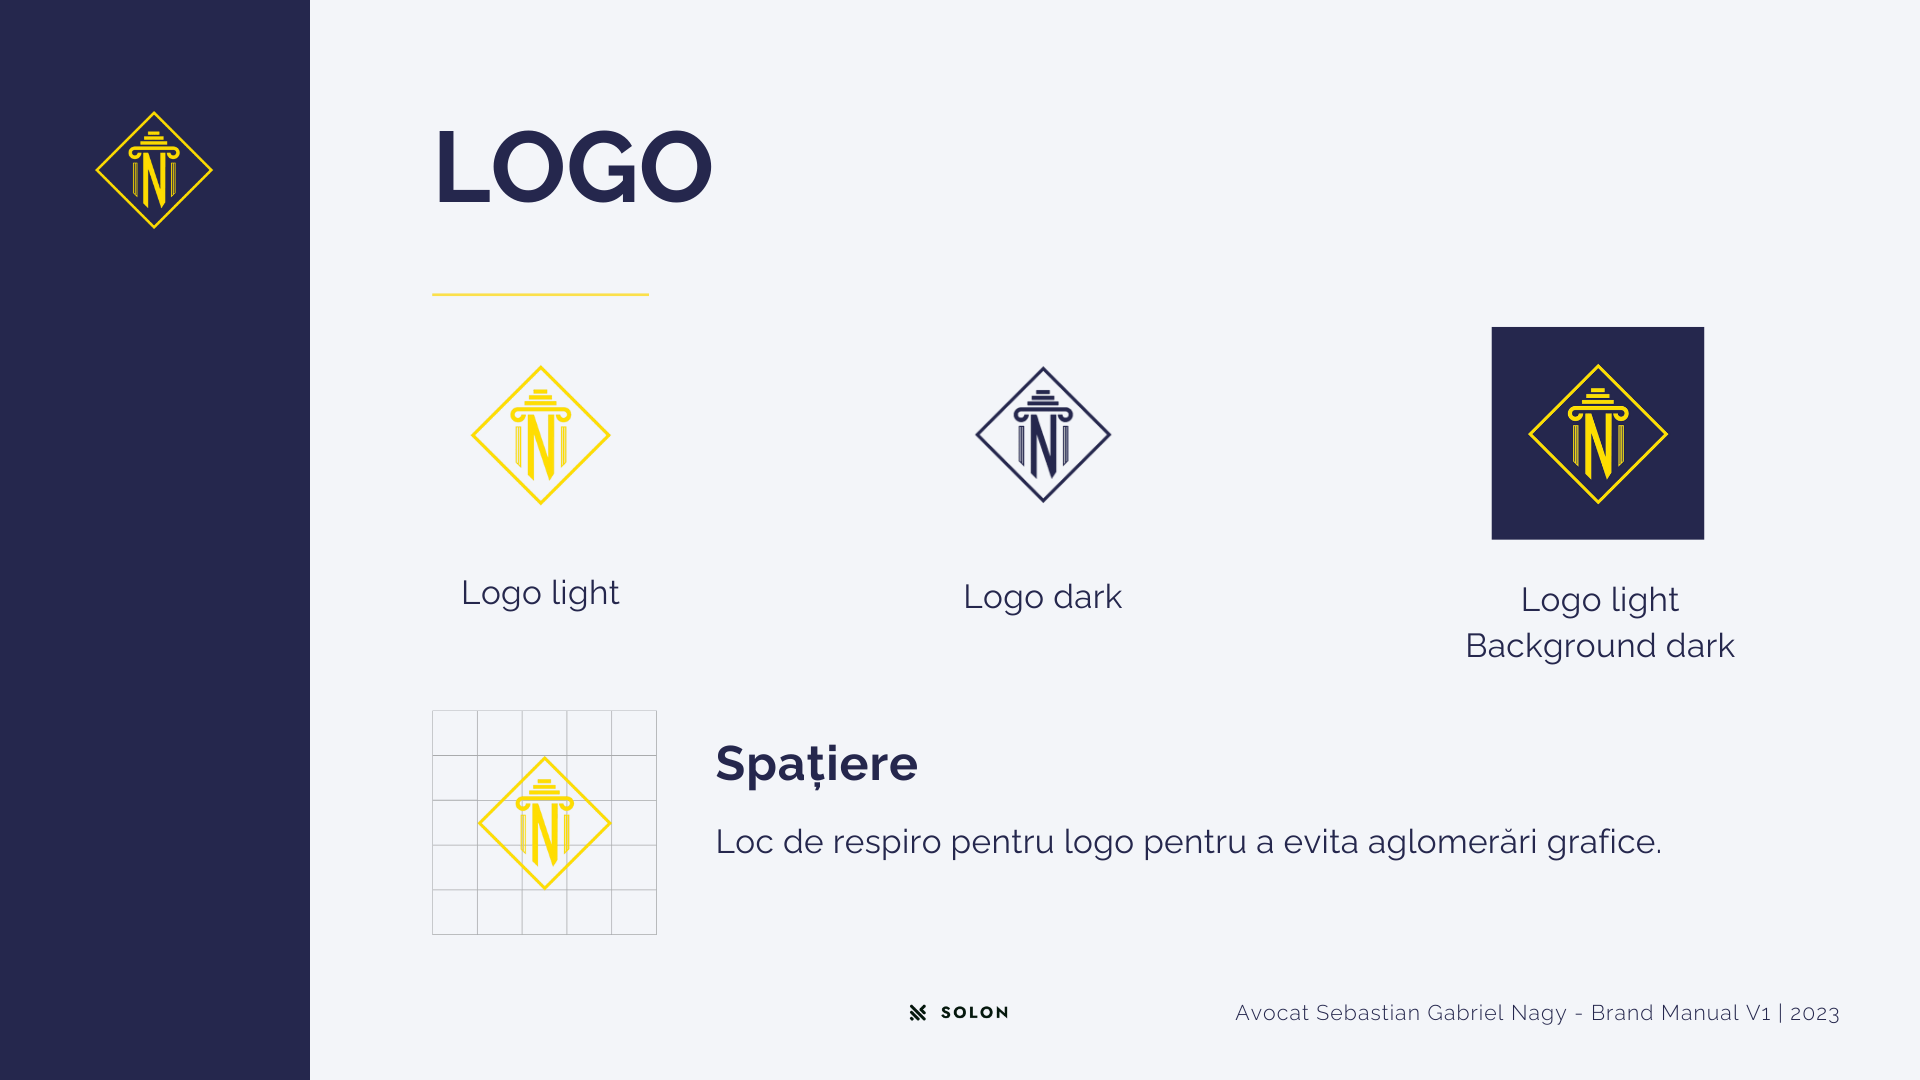 N
LOGO
N
N
N
Logo light
Logo dark
Logo light
Background dark
N
Spațiere
Loc de respiro pentru logo pentru a evita aglomerări grafice.
SOLON
Avocat Sebastian Gabriel Nagy - Brand Manual V1 | 2023